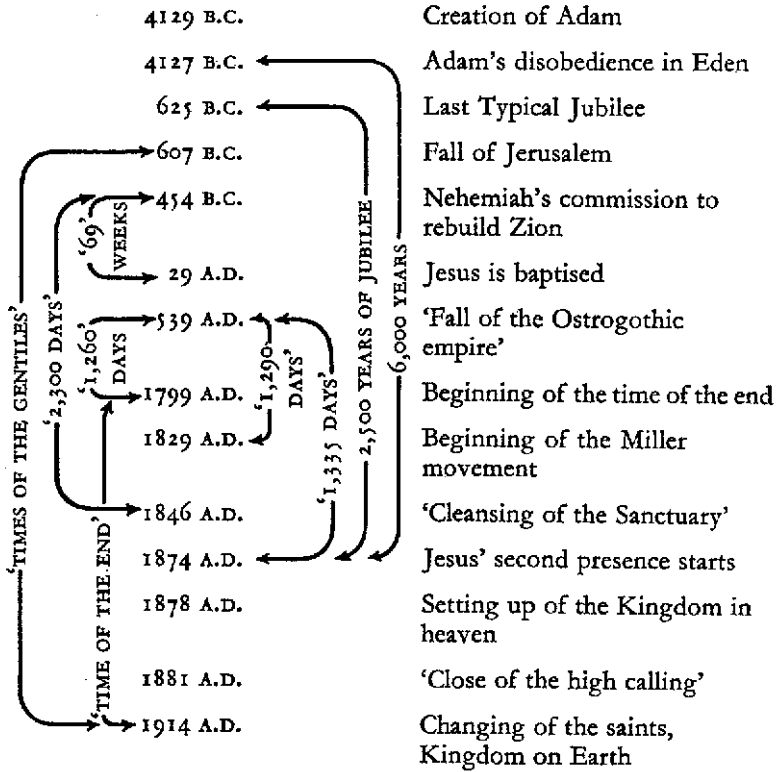 4129 B.C. Creation of Adam
4127 B.C. Adam's disobedience in Eden
625 B.C. Last Typical Jubilee
607 B.C. Fall of Jerusalem
454 B.C. Nehemiah's commission to
rebuild Zion
29 A.D. Jesus is baptised
539 A.D. 'Fall of the Ostrogothic
empire'
1799 A.D. Beginning of the time of the end
1829 A.D. Beginning of the Miller
movement
1846 A.D. 'Cleansing of the Sanctuary'
1874 A.D. Jesus' second presence starts
1878 A.D. Setting up of the Kingdom in
heaven
1881 A.D. 'Close of the high calling'
1914 A.D. Changing of the saints,
Kingdom on Earth
'TIMES OF THE GENTILES'
'2,300 DAYS'
'69'
WEEKS
'1,260'
DAYS
'TIME OF THE END'
'1,290
DAYS'
'1,335 DAYS'
2,500 YEARS OF JUBILEE
6,000 YEARS